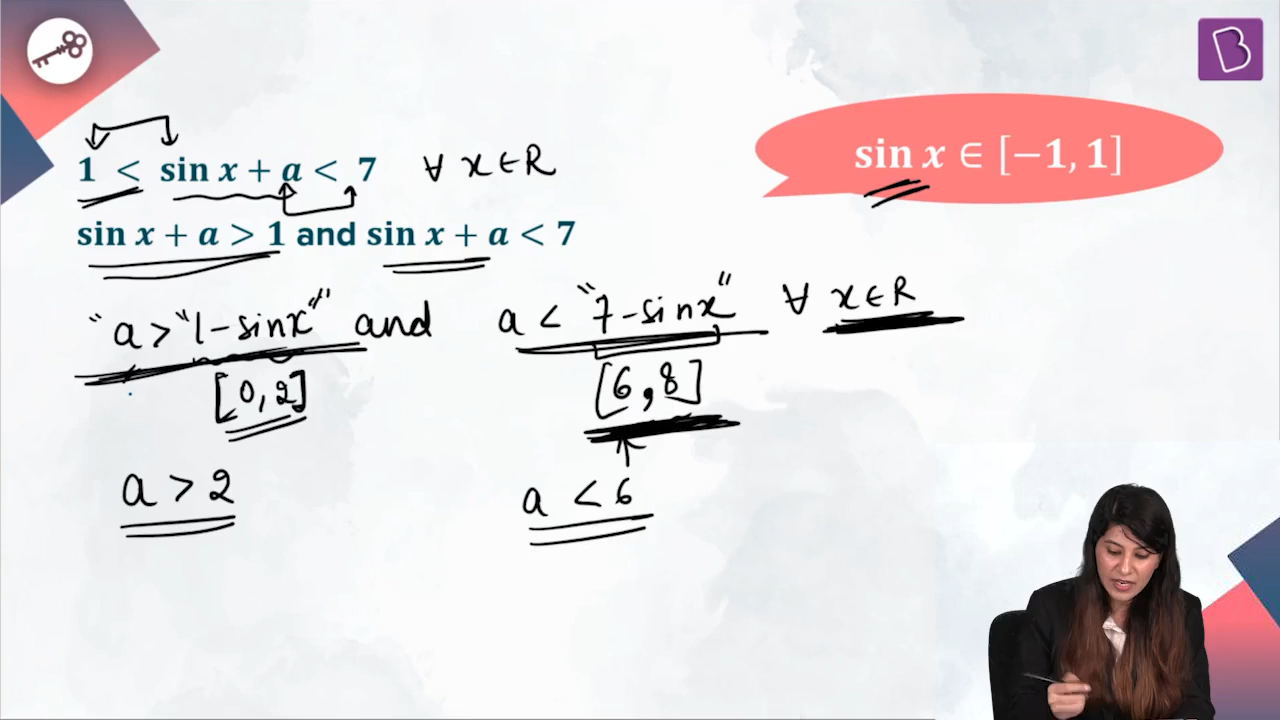 1 < sin x + a < 7 ∀ x ∈ R
sin x ∈ [−1, 1]
sin x + a > 1 and sin x + a < 7
"a > "1 – sinx"" and a < "7 – sinx" ∀ x ∈ R
[0, 2] [6, 8]
a > 2 a < 6